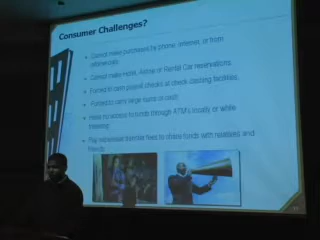 Consumer Challenges?
Cannot make purchases by phone, internet, or from
infomercials
Cannot make Hotel, Airline or Rental Car reservations
Forced to cash payroll checks at check cashing facilities.
Forced to carry large sums of cash
Have no access to funds through ATM's locally or while
traveling
Pay expensive transfer fees to share funds with relatives and
friends